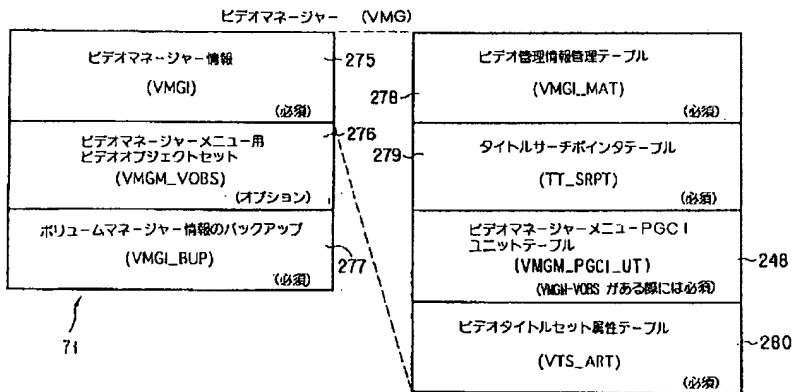 ビデオマネージャー (VMG)
ビデオマネージャー情報
(VMGI)
(必須)
275
ビデオマネージャーメニュー用
ビデオオブジェクトセット
(VMGM_VOBS)
(オプション)
276
ボリュームマネージャー情報のバックアップ
(VMGI_BUP)
(必須)
277
71
ビデオ管理情報管理テーブル
(VMGI_MAT)
(必須)
278
タイトルサーチポインタテーブル
(TT_SRPT)
(必須)
279
ビデオマネージャーメニューPGCI
ユニットテーブル
(VMGM_PGCI_UT)
(VMGM-VOBS がある際には必須)
248
ビデオタイトルセット属性テーブル
(VTS_ART)
(必須)
280